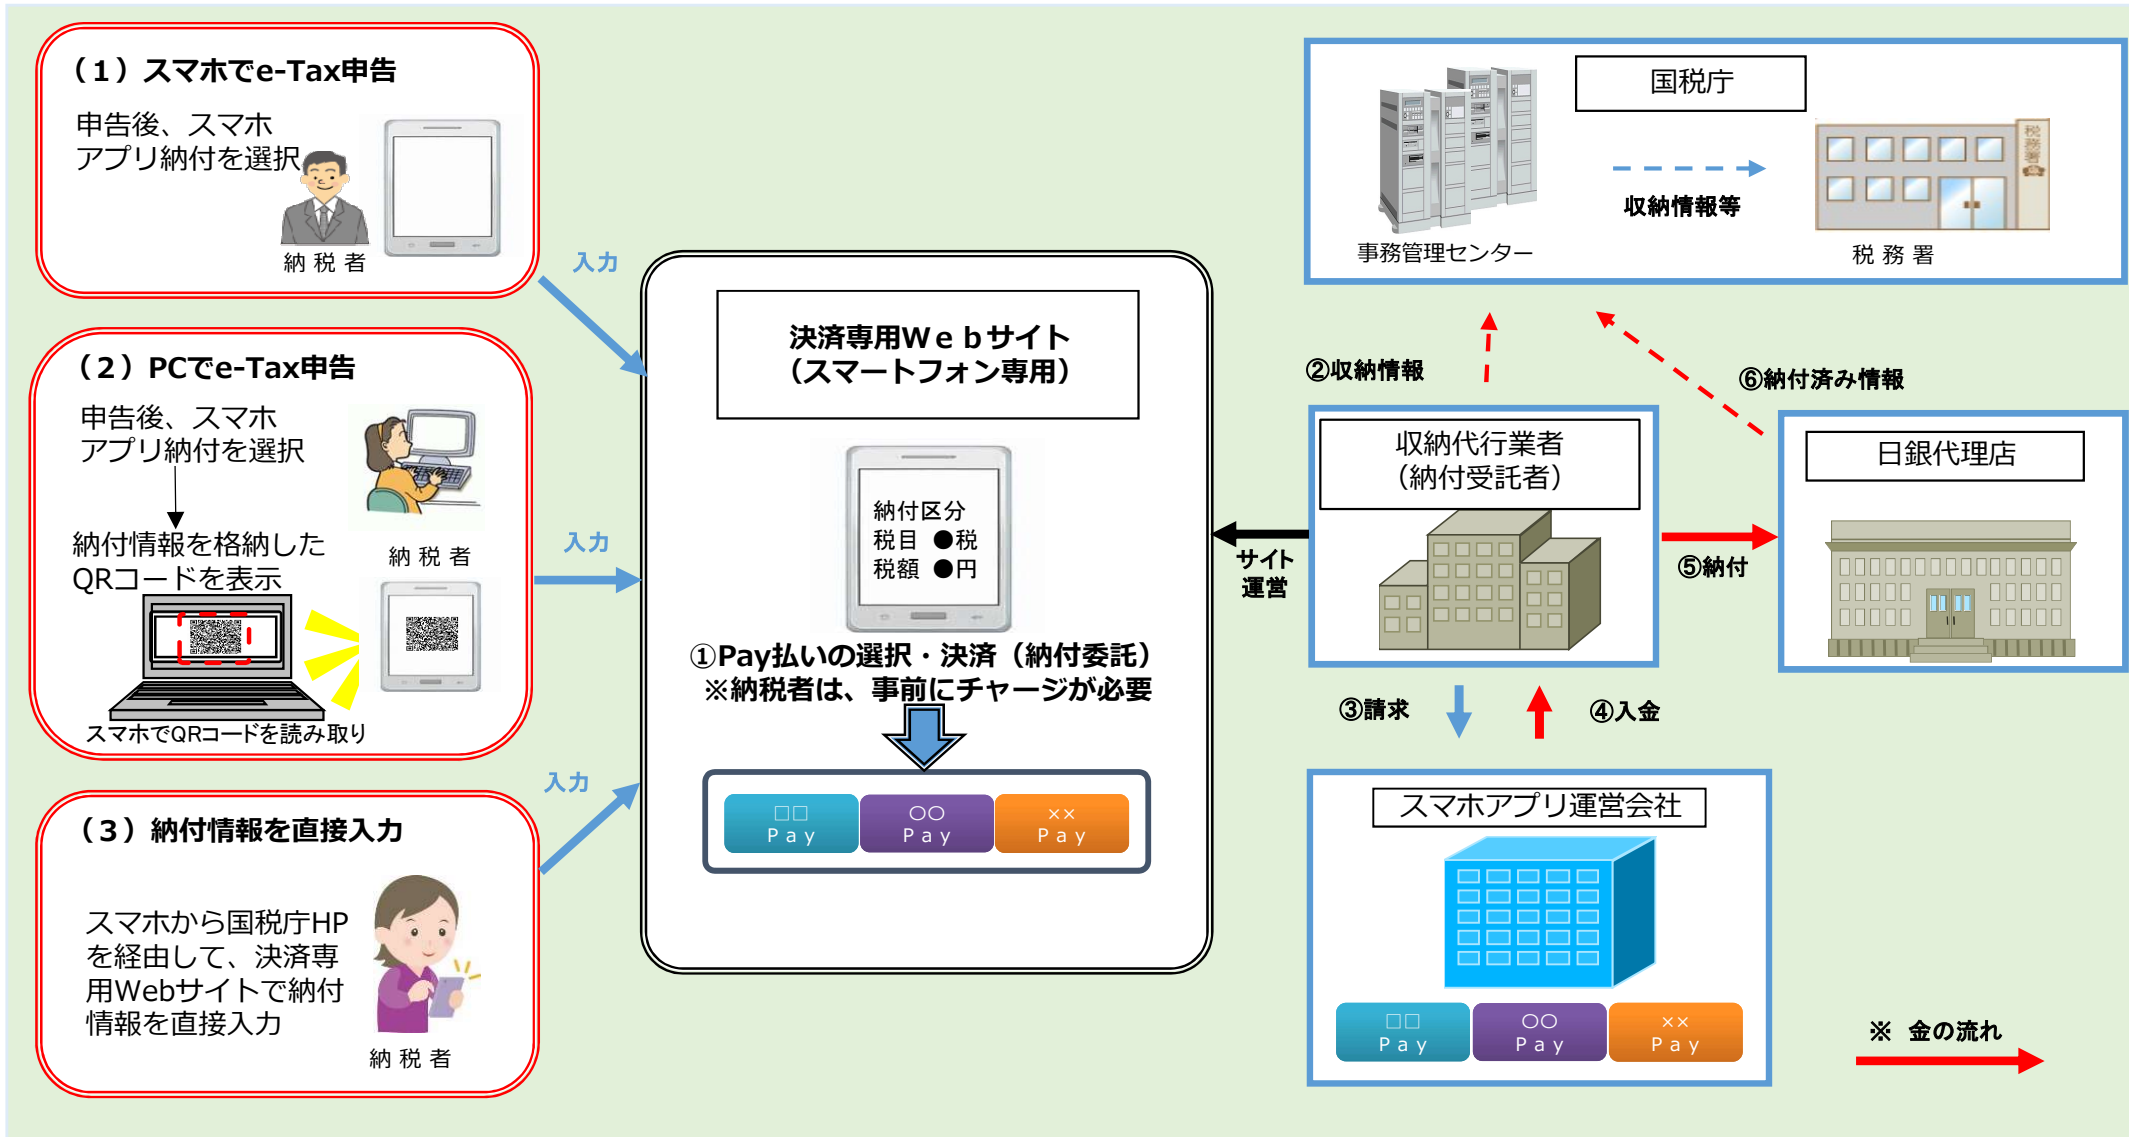 （１）スマホでe-Tax申告
申告後、スマホ
アプリ納付を選択
納税者
入力
（２）PCでe-Tax申告
申告後、スマホ
アプリ納付を選択
納税者
納付情報を格納した
QRコードを表示
スマホでQRコードを読み取り
入力
（３）納付情報を直接入力
スマホから国税庁HP
を経由して、決済専
用Webサイトで納付
情報を直接入力
納税者
入力
決済専用Ｗｅｂサイト
（スマートフォン専用）
納付区分
税目 ●税
税額 ●円
①Pay払いの選択・決済（納付委託）
※納税者は、事前にチャージが必要
□□
Ｐａｙ
〇〇
Ｐａｙ
××
Ｐａｙ
国税庁
税務署
収納情報等
事務管理センター
税務署
②収納情報
⑥納付済み情報
収納代行業者
（納付受託者）
サイト
運営
⑤納付
日銀代理店
③請求
④入金
スマホアプリ運営会社
□□
Ｐａｙ
〇〇
Ｐａｙ
××
Ｐａｙ
※ 金の流れ